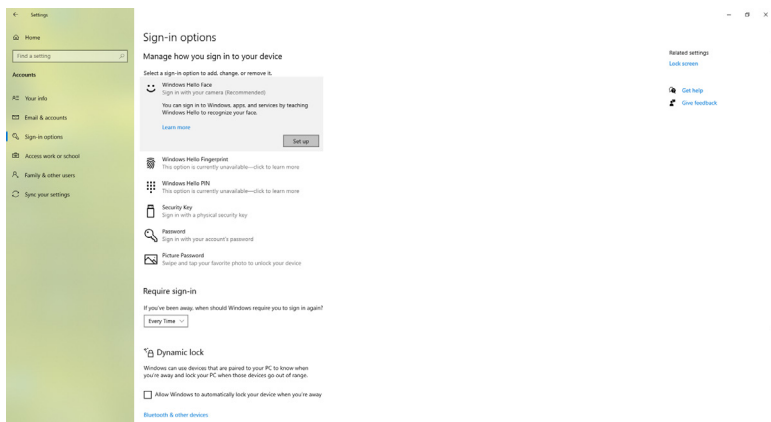 Settings
Home
Find a setting
Accounts
Your info
Email & accounts
Sign-in options
Access work or school
Family & other users
Sync your settings
Sign-in options
Manage how you sign in to your device
Select a sign-in option to add, change, or remove it.
Windows Hello Face
Sign in with your camera (Recommended)
You can sign in to Windows, apps, and services by teaching
Windows Hello to recognize your face.
Learn more
Set up
Windows Hello Fingerprint
This option is currently unavailable—click to learn more
Windows Hello PIN
This option is currently unavailable—click to learn more
Security Key
Sign in with a physical security key
Password
Sign in with your account's password
Picture Password
Swipe and tap your favorite photo to unlock your device
Require sign-in
If you've been away, when should Windows require you to sign in again?
Every Time
Dynamic lock
Windows can use devices that are paired to your PC to know when
you're away and lock your PC when those devices go out of range.
Allow Windows to automatically lock your device when you're away
Bluetooth & other devices
Related settings
Lock screen
Get help
Give feedback